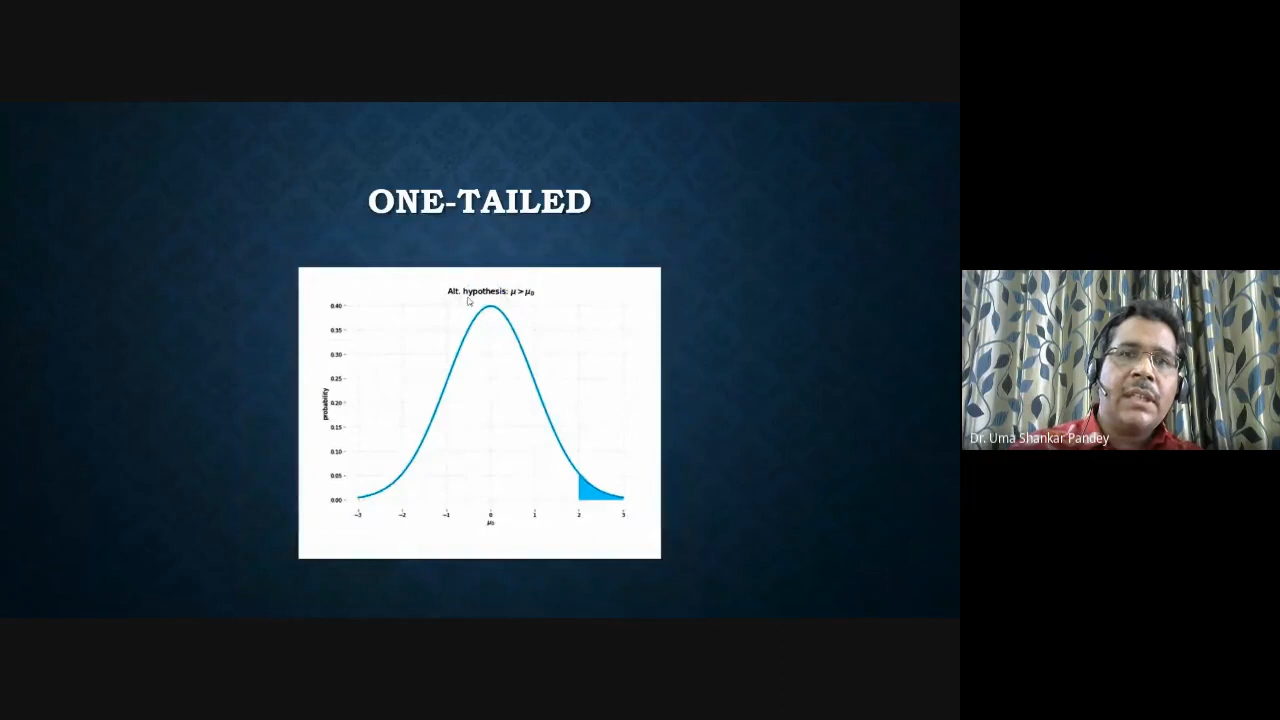 ONE-TAILED
Alt. hypothesis: μ > μ₀
0.40
0.35
0.30
0.25
0.20
0.15
0.10
0.05
0.00
probability
−3 −2 −1 0 1 2 3
μ₀
Dr. Uma Shankar Pandey